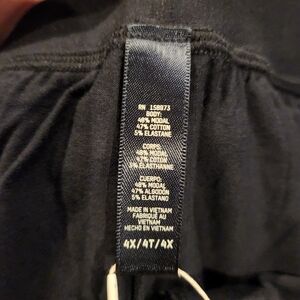 RN 158873
BODY:
48% MODAL
47% COTTON
5% ELASTANE
CORPS:
48% MODAL
47% COTON
5% ÉLASTHANNE
CUERPO:
48% MODAL
47% ALGODÓN
5% ELASTANO
MADE IN VIETNAM
FABRIQUÉ AU
VIETNAM
HECHO EN VIETNAM
4X/4T/4X